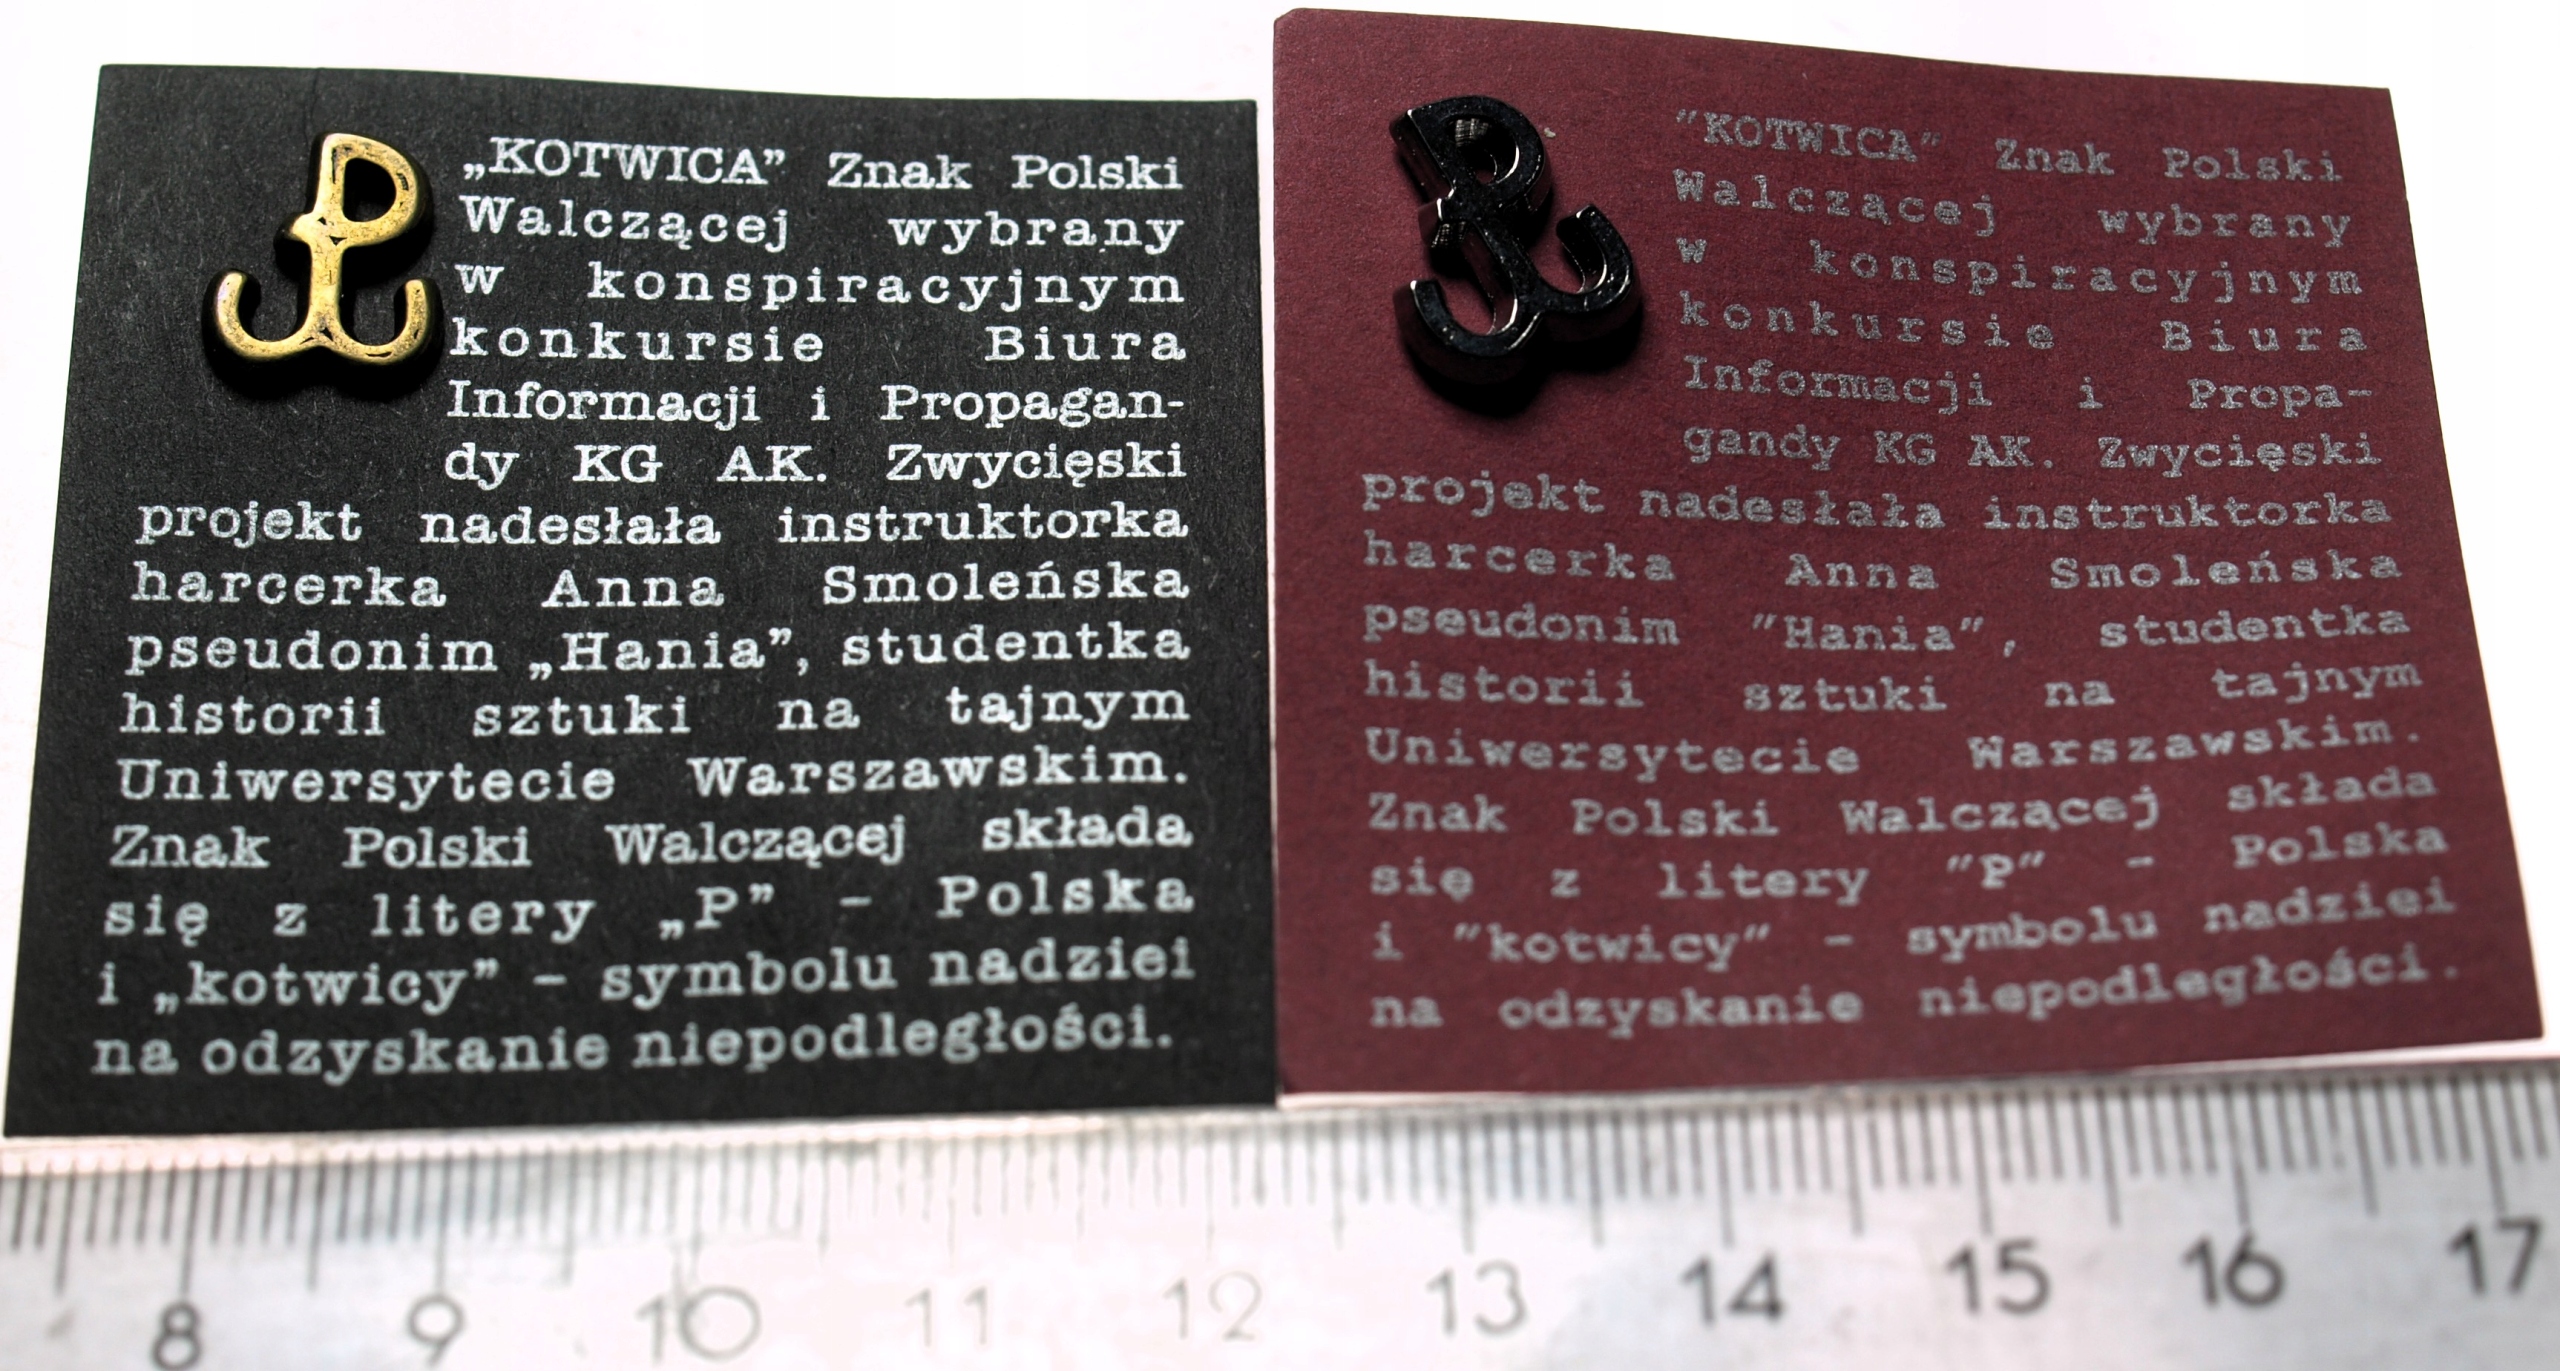 „KOTWICA” Znak Polski
Walczącej wybrany
w konspiracyjnym
konkursie Biura
Informacji i Propagan-
dy KG AK. Zwycięski
projekt nadesłała instruktorka
harcerka Anna Smoleńska
pseudonim „Hania”, studentka
historii sztuki na tajnym
Uniwersytecie Warszawskim.
Znak Polski Walczącej składa
się z litery „P” - Polska
i „kotwicy” - symbolu nadziei
na odzyskanie niepodległości.
"KOTWICA" Znak Polski
Walczącej wybrany
w konspiracyjnym
konkursie Biura
Informacji i Propa-
gandy KG AK. Zwycięski
projekt nadesłała instruktorka
harcerka Anna Smoleńska
pseudonim "Hania", studentka
historii sztuki na tajnym
Uniwersytecie Warszawskim.
Znak Polski Walczącej składa
się z litery "P" - Polska
i "kotwicy" - symbolu nadziei
na odzyskanie niepodległości.
8 9 10 11 12 13 14 15 16 17